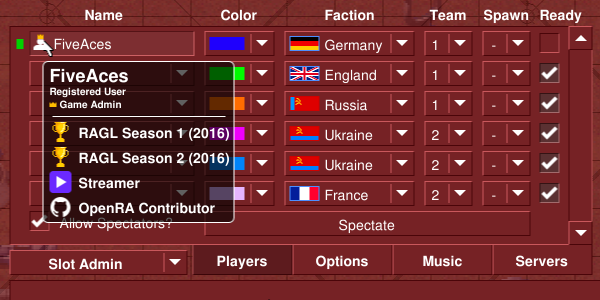 Name Color Faction Team Spawn Ready
FiveAces Germany 1 -
FiveAces
Registered User
Game Admin
RAGL Season 1 (2016)
RAGL Season 2 (2016)
Streamer
OpenRA Contributor
England 1 -
Russia 1 -
Ukraine 2 -
Ukraine 2 -
France 2 -
Allow Spectators? Spectate
Slot Admin Players Options Music Servers